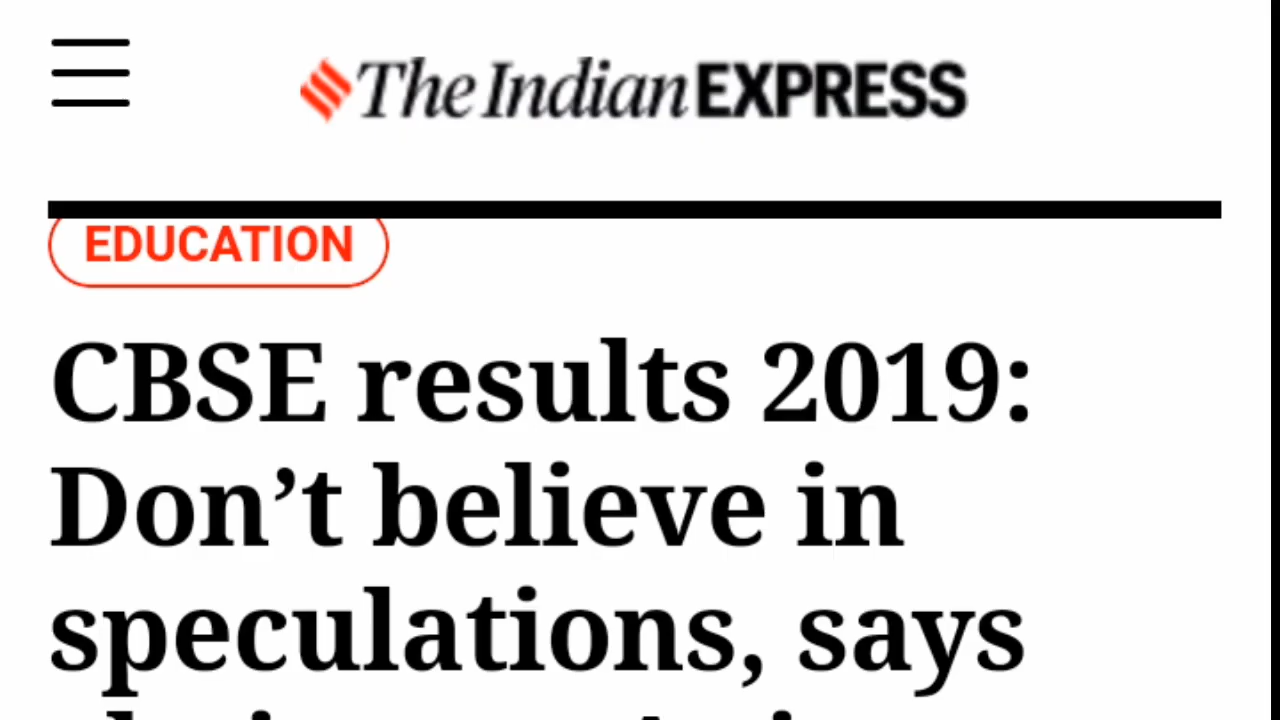 The Indian EXPRESS
EDUCATION
CBSE results 2019:
Don’t believe in
speculations, says